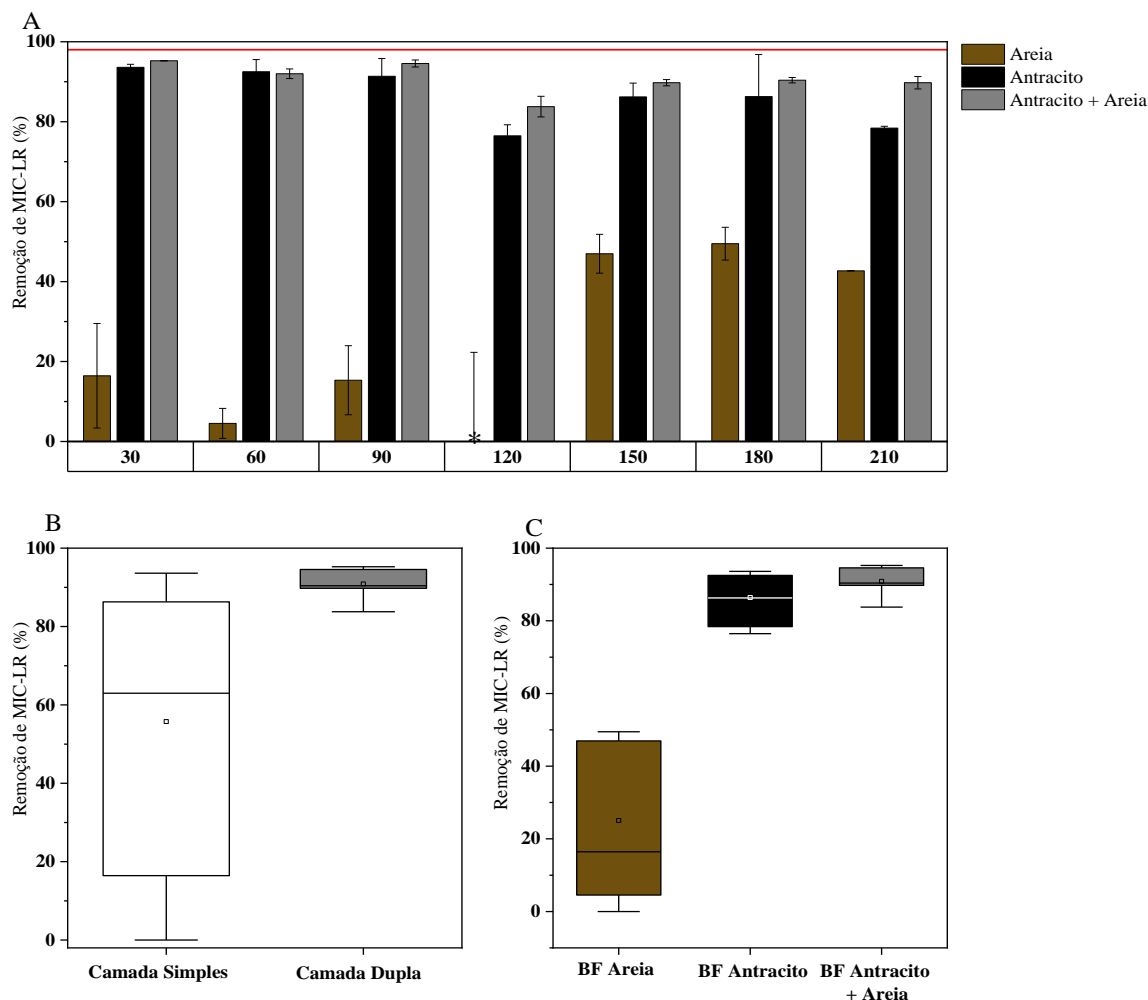 A
Remoção de MIC-LR (%)
100
80
60
40
20
0
*
30 60 90 120 150 180 210
Areia
Antracito
Antracito + Areia
B
Remoção de MIC-LR (%)
100
80
60
40
20
0
Camada Simples Camada Dupla
C
Remoção de MIC-LR (%)
100
80
60
40
20
0
BF Areia BF Antracito BF Antracito
+ Areia